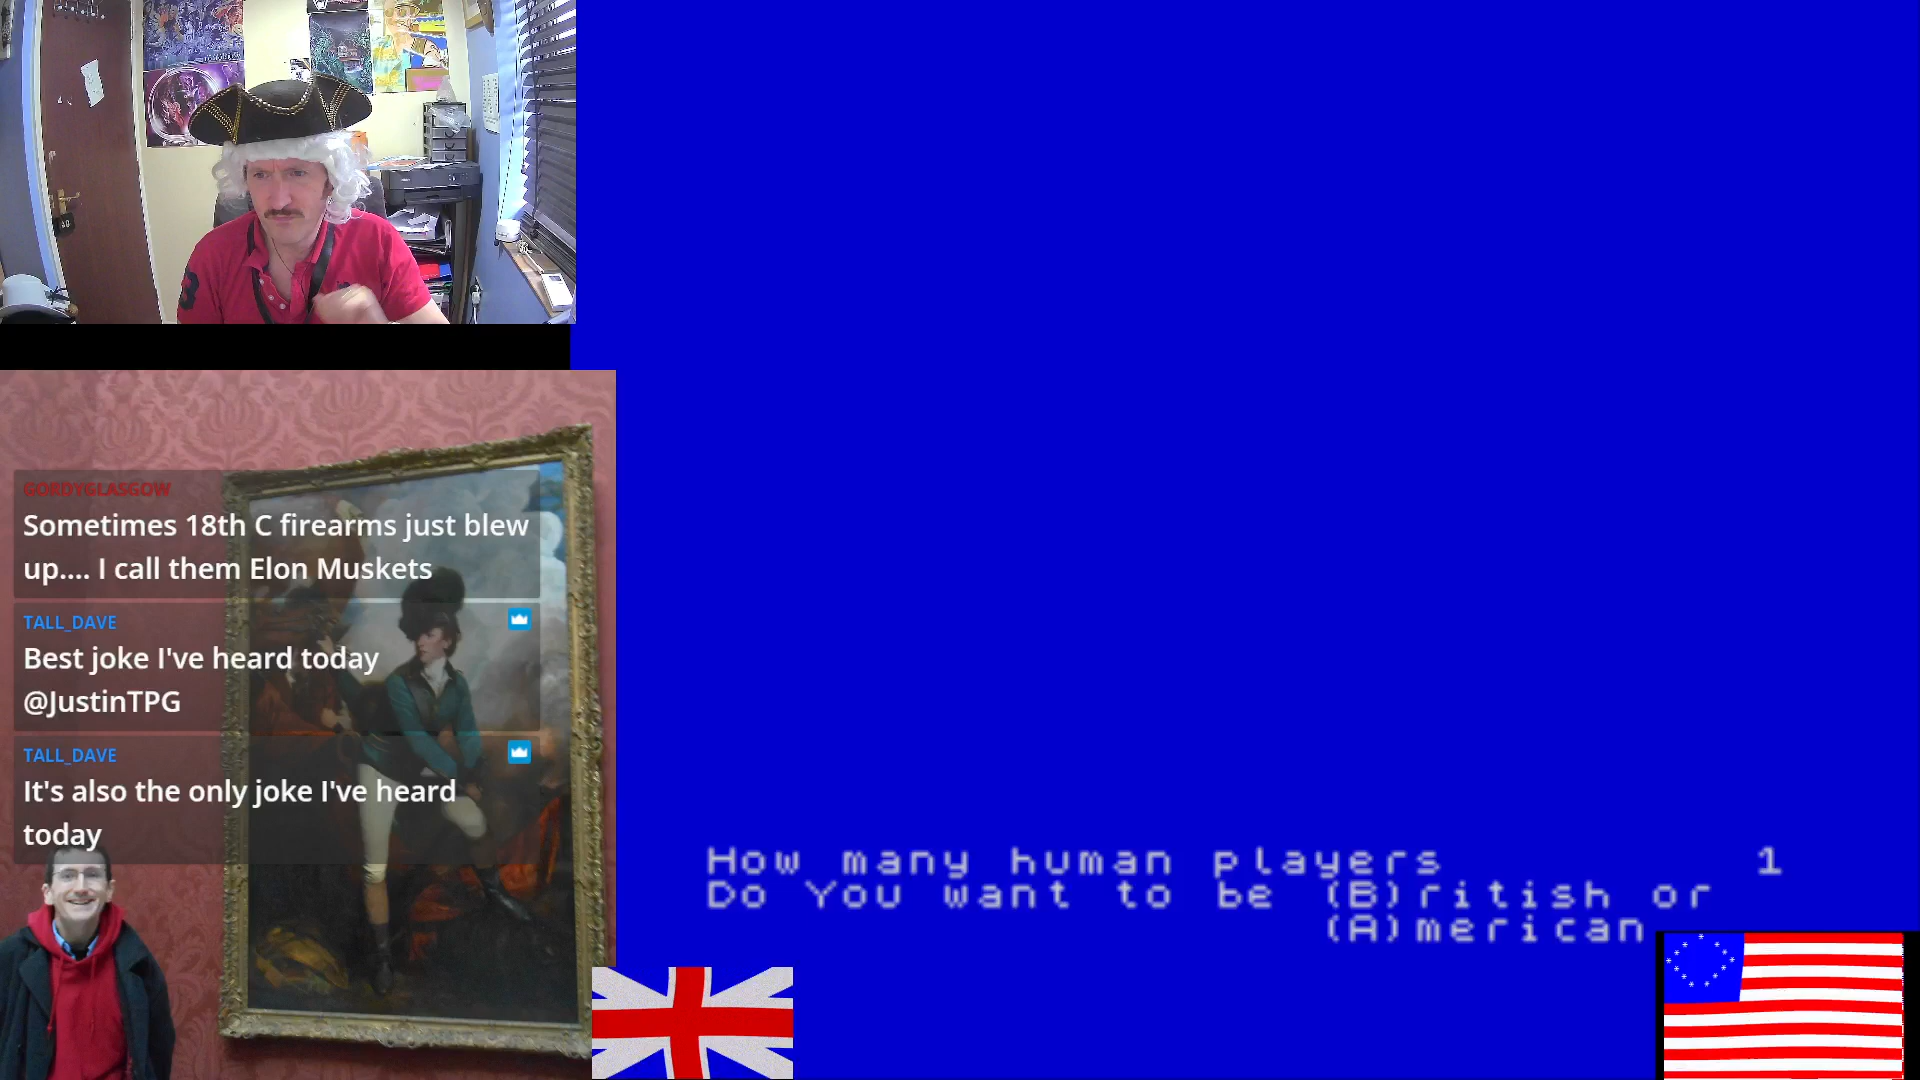 GORDYGLASGOW
Sometimes 18th C firearms just blew
up.... I call them Elon Muskets
TALL_DAVE
Best joke I've heard today
@JustinTPG
TALL_DAVE
It's also the only joke I've heard
today
How many human players 1
Do You want to be (B)ritish or
(A)merican
3